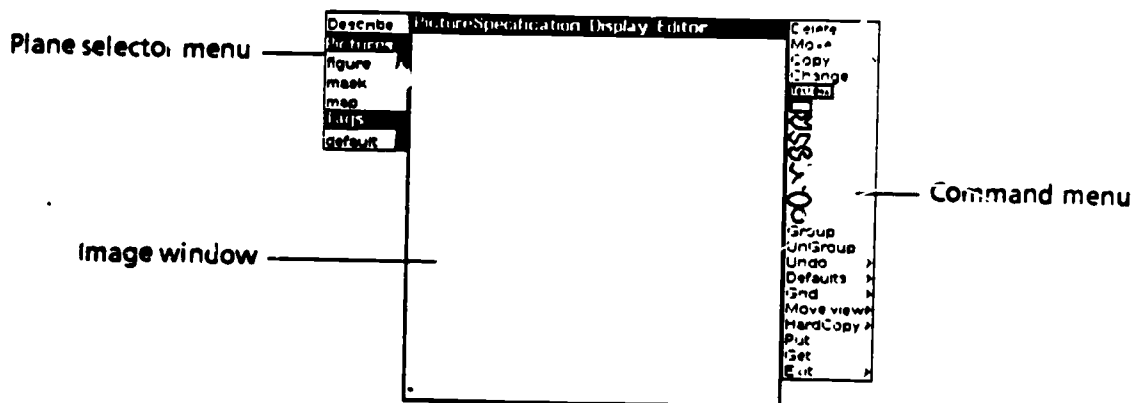 Plane selector menu
Describe
Pictures
figure
mask
map
Tags
default
PictureSpecification Display Editor
Image window
Delete
Move
Copy
Change
Group
UnGroup
Undo
Defaults
Grid
Move view
HardCopy
Put
Get
Exit
Command menu